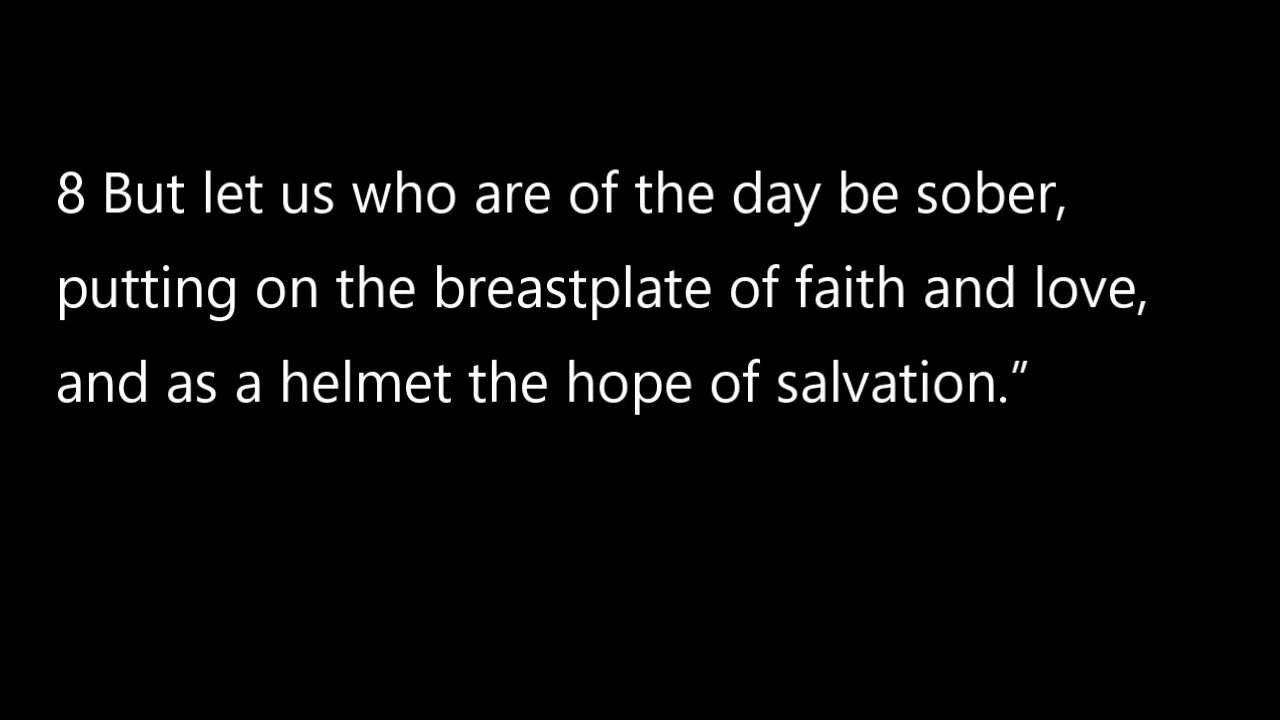 8 But let us who are of the day be sober,
putting on the breastplate of faith and love,
and as a helmet the hope of salvation.”